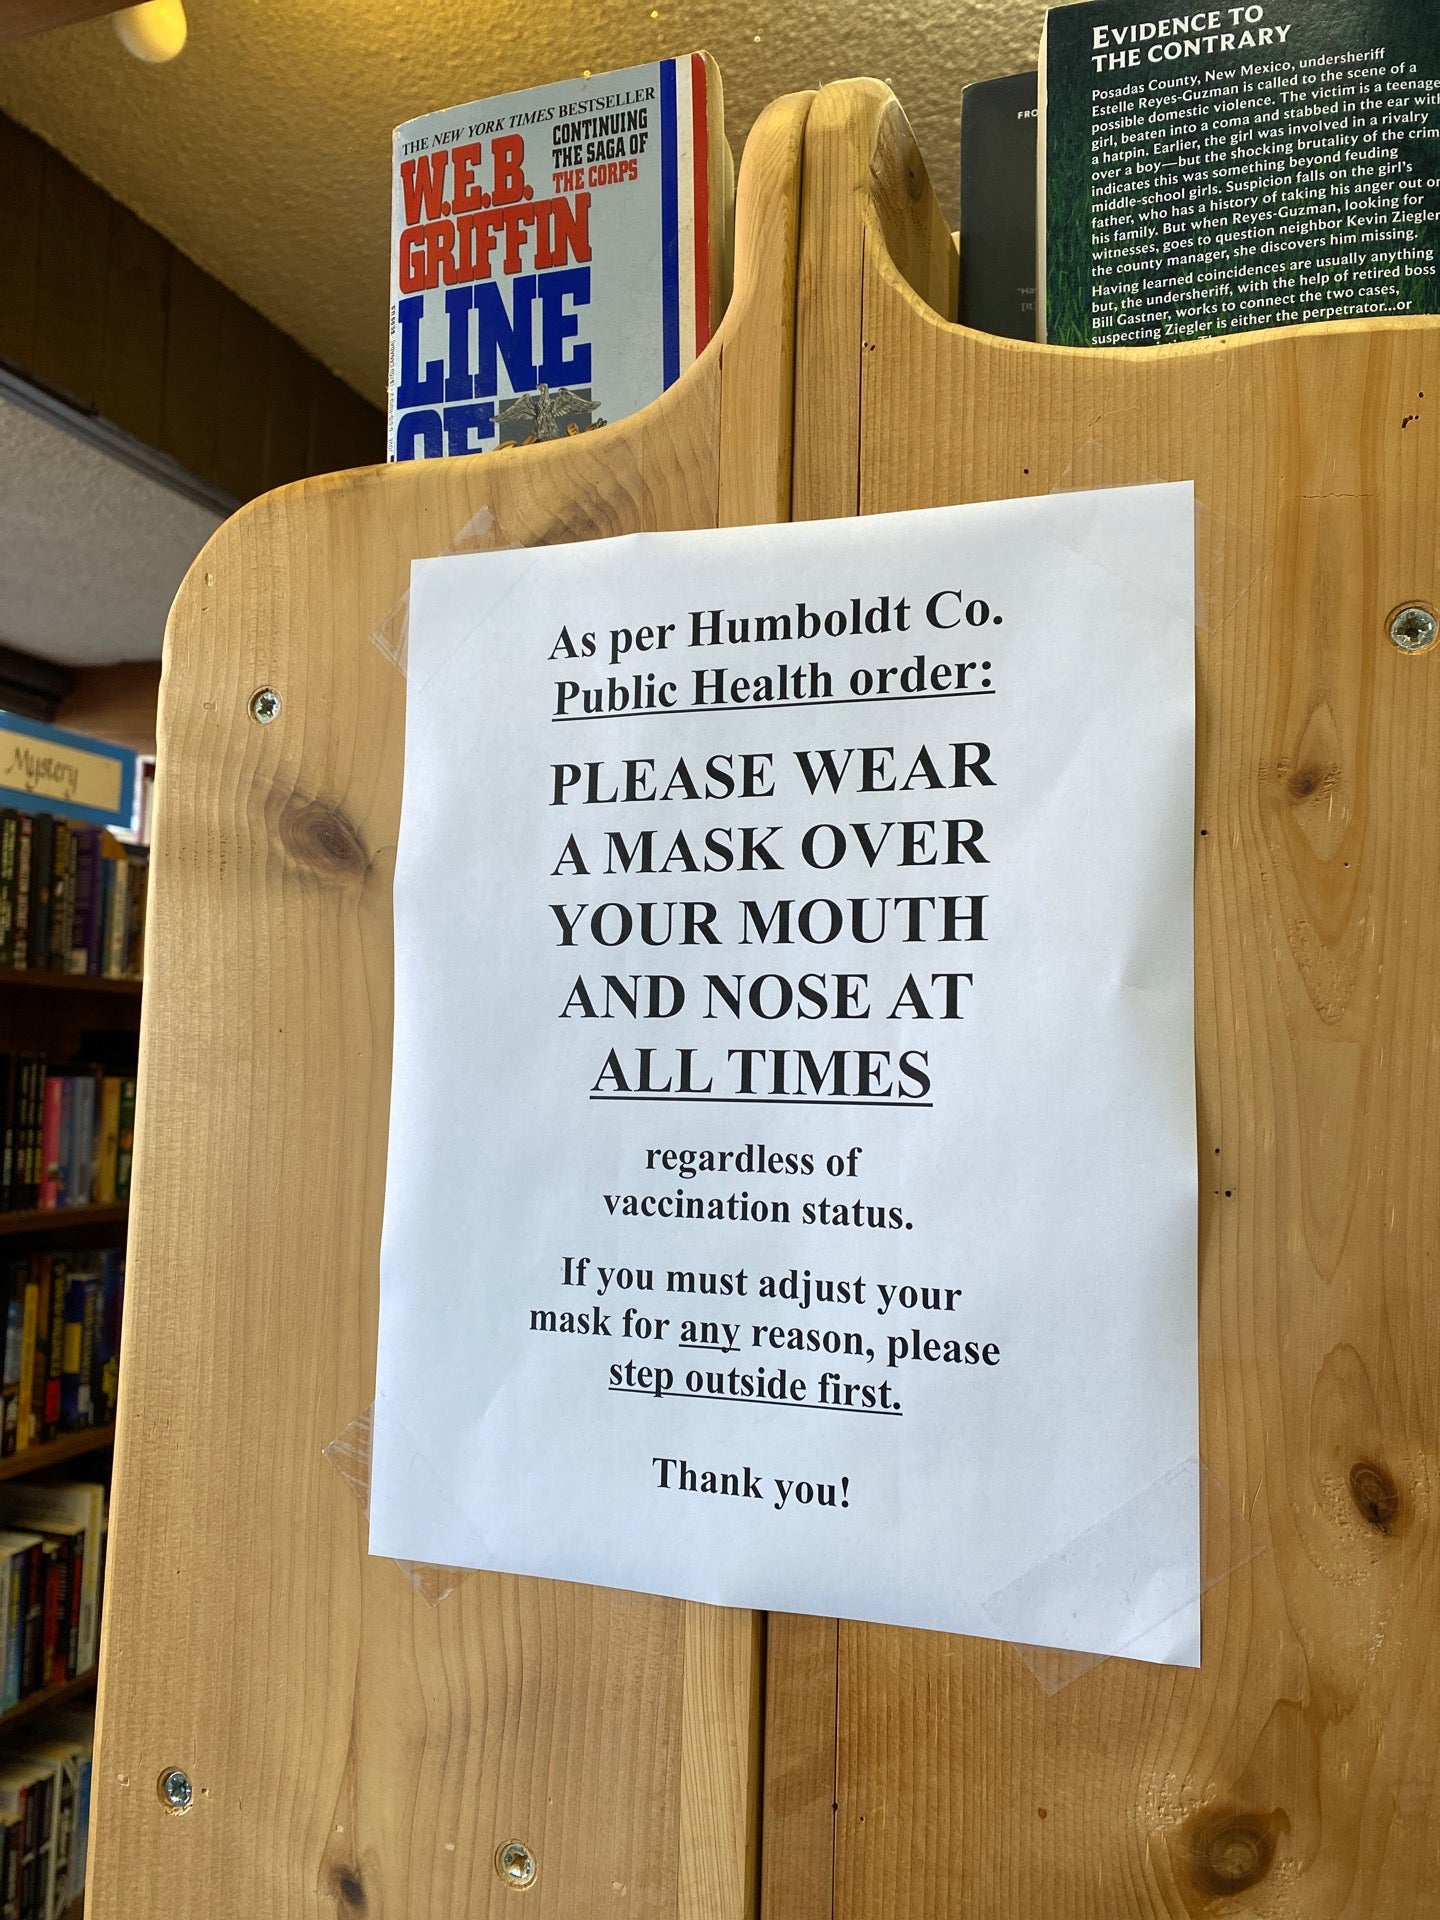 THE NEW YORK TIMES BESTSELLER
W.E.B.
GRIFFIN
CONTINUING
THE SAGA OF
THE CORPS
LINE
OF
FRO
EVIDENCE TO
THE CONTRARY
Posadas County, New Mexico, undersheriff
Estelle Reyes-Guzman is called to the scene of a
possible domestic violence. The victim is a teenage
girl, beaten into a coma and stabbed in the ear with
a hatpin. Earlier, the girl was involved in a rivalry
over a boy—but the shocking brutality of the crim
indicates this was something beyond feuding
middle-school girls. Suspicion falls on the girl's
father, who has a history of taking his anger out on
his family. But when Reyes-Guzman, looking for
witnesses, goes to question neighbor Kevin Ziegler
the county manager, she discovers him missing.
Having learned coincidences are usually anything
but, the undersheriff, with the help of retired boss
Bill Gastner, works to connect the two cases,
suspecting Ziegler is either the perpetrator...or
As per Humboldt Co.
Public Health order:
PLEASE WEAR
A MASK OVER
YOUR MOUTH
AND NOSE AT
ALL TIMES
regardless of
vaccination status.
If you must adjust your
mask for any reason, please
step outside first.
Thank you!
Mystery